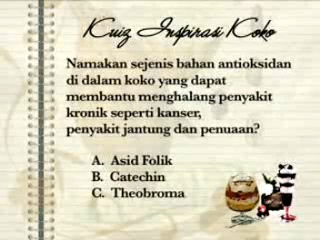 Kuiz Inspirasi Koko
Namakan sejenis bahan antioksidan
di dalam koko yang dapat
membantu menghalang penyakit
kronik seperti kanser,
penyakit jantung dan penuaan?
A. Asid Folik
B. Catechin
C. Theobroma